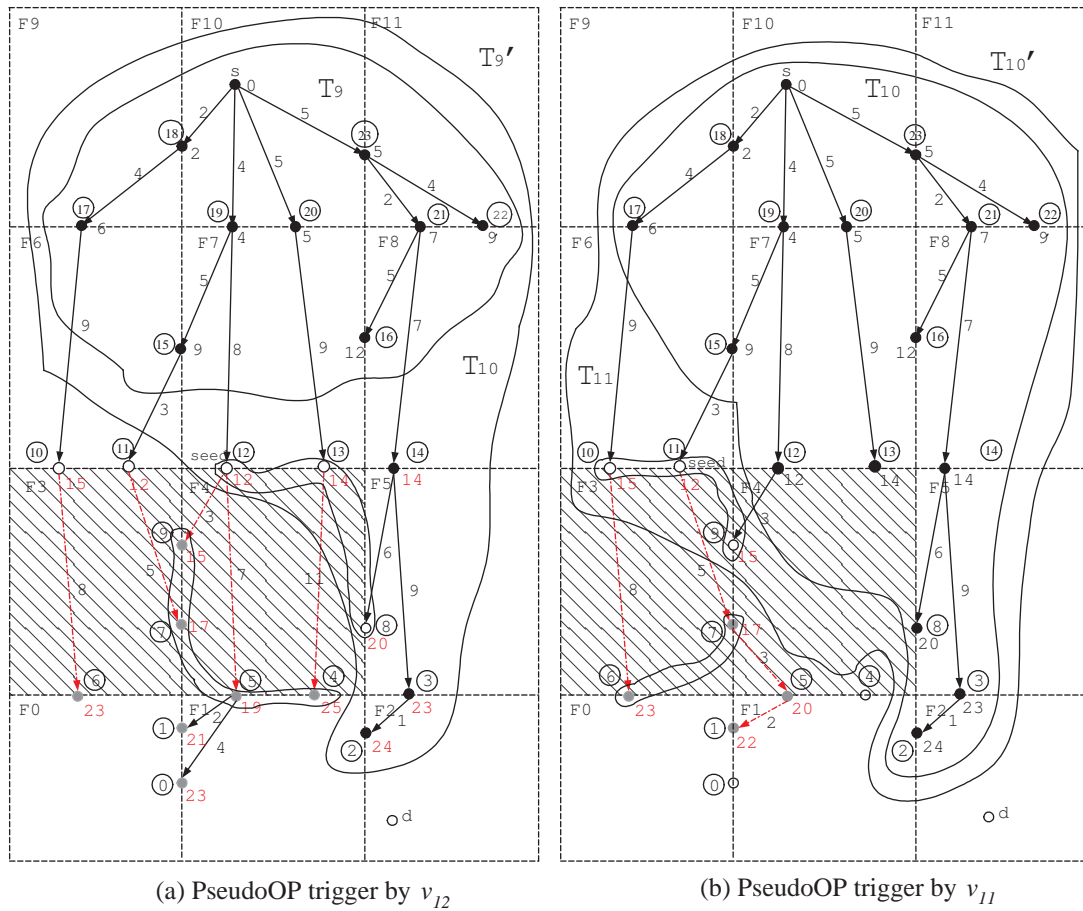 F9 F10 F11 T9' 
s 0 T9
2 5 23
18 2 4 5 5
4 2 4
17 19 20 21 22
6 4 5 7 9
F6 F7 F8
5 5
9 15 9 8 9 16 12 7
T10
3
10 11 seed 12 13 14
15 12 12 14 14
F3 F4 F5
9 3 15
8 5 7 11 6 9
7 17 8 20
6 5 4 3
23 19 25 23
F0 F1 F2
1 2 21 4 1 2 24
0 23
d
(a) PseudoOP trigger by v12
F9 F10 F11 T10'
s 0 T10
2 5 23
18 2 4 5 5
4 2 4
17 19 20 21 22
6 4 5 7 9
F6 F7 F8
5 5
9 15 9 8 9 16 12 7
T11
3
10 11 seed 12 13 14
15 12 12 14 14
F3 F4 F5
9 3 15
8 5 6 9
7 17 3 8 20
6 5 4 3
23 20 23
F0 F1 F2
1 2 22 1 2 24
0
d
(b) PseudoOP trigger by v11